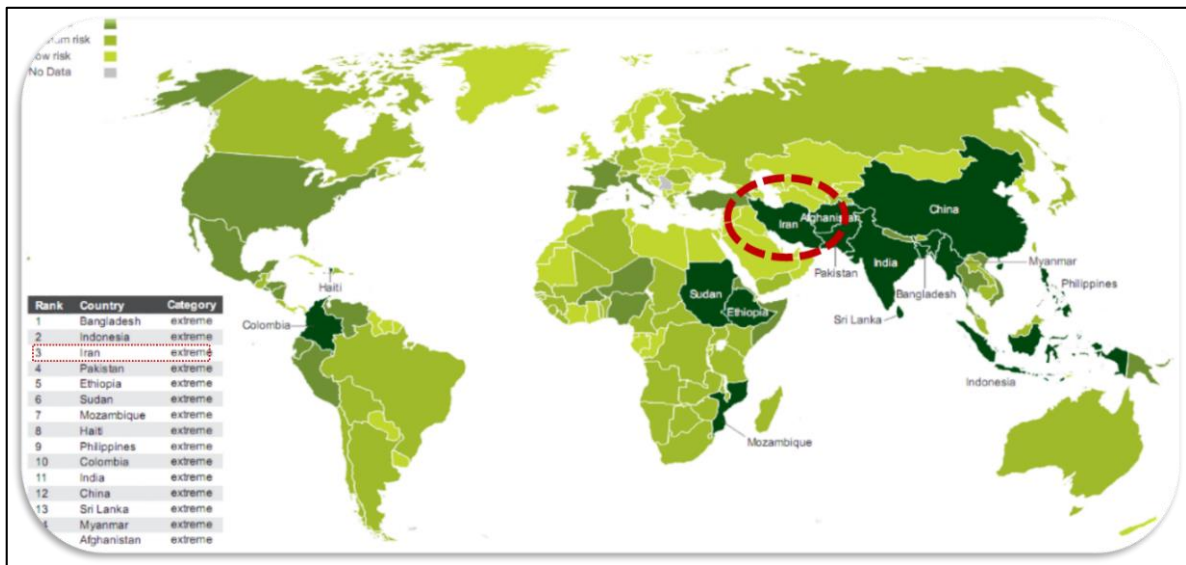 risk
risk
No Data
Rank Country Category
1 Bangladesh extreme
2 Indonesia extreme
3 Iran extreme
4 Pakistan extreme
5 Ethiopia extreme
6 Sudan extreme
7 Mozambique extreme
8 Haiti extreme
9 Philippines extreme
10 Colombia extreme
11 India extreme
12 China extreme
13 Sri Lanka extreme
Myanmar extreme
Afghanistan extreme
Haiti
Colombia
Sudan
Ethiopia
Mozambique
Iran
Afghanistan
Pakistan
India
China
Bangladesh
Sri Lanka
Myanmar
Philippines
Indonesia